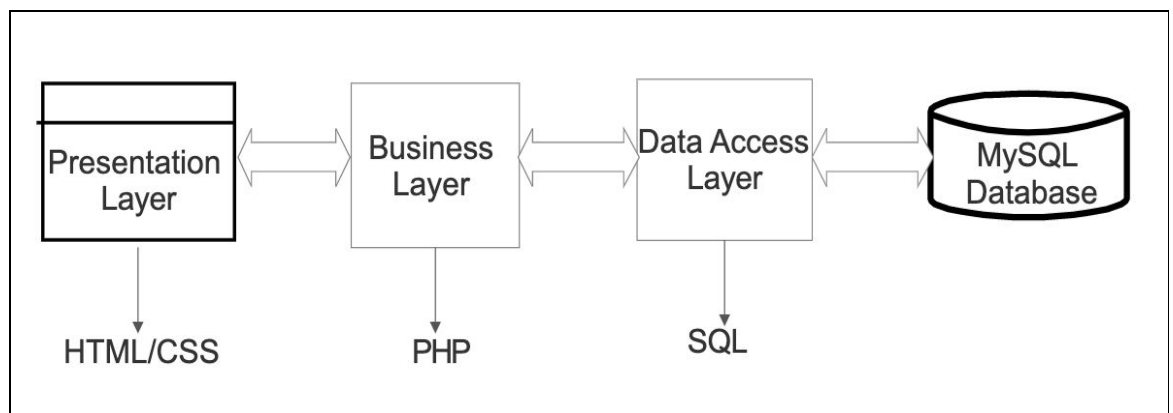 Presentation
Layer
Business
Layer
Data Access
Layer
MySQL
Database
HTML/CSS
PHP
SQL